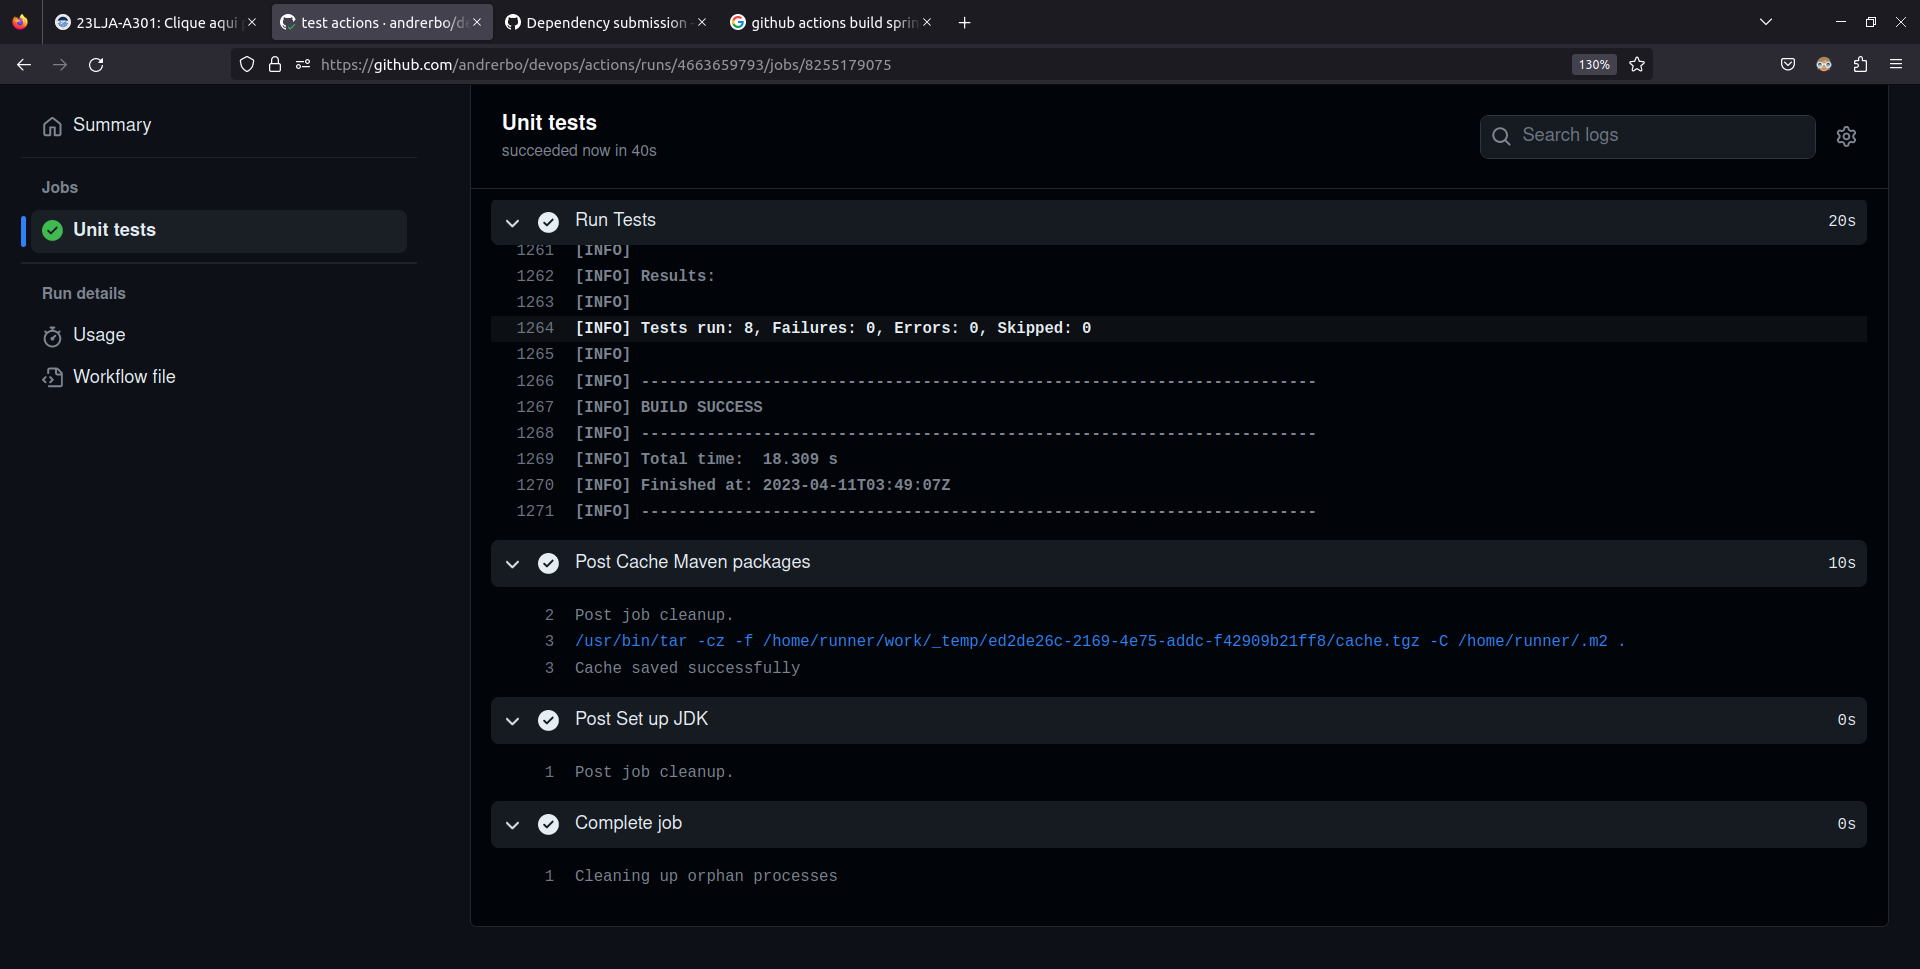 23LJA-A301: Clique aqui
test actions · andrerbo/de
Dependency submission
github actions build sprin
https://github.com/andrerbo/devops/actions/runs/4663659793/jobs/8255179075
130%
Summary
Jobs
Unit tests
Run details
Usage
Workflow file
Unit tests
succeeded now in 40s
Search logs
Run Tests
20s
1261 [INFO]
1262 [INFO] Results:
1263 [INFO]
1264 [INFO] Tests run: 8, Failures: 0, Errors: 0, Skipped: 0
1265 [INFO]
1266 [INFO] ------------------------------------------------------------------------
1267 [INFO] BUILD SUCCESS
1268 [INFO] ------------------------------------------------------------------------
1269 [INFO] Total time:  18.309 s
1270 [INFO] Finished at: 2023-04-11T03:49:07Z
1271 [INFO] ------------------------------------------------------------------------
Post Cache Maven packages
10s
2 Post job cleanup.
3 /usr/bin/tar -cz -f /home/runner/work/_temp/ed2de26c-2169-4e75-addc-f42909b21ff8/cache.tgz -C /home/runner/.m2 .
3 Cache saved successfully
Post Set up JDK
0s
1 Post job cleanup.
Complete job
0s
1 Cleaning up orphan processes